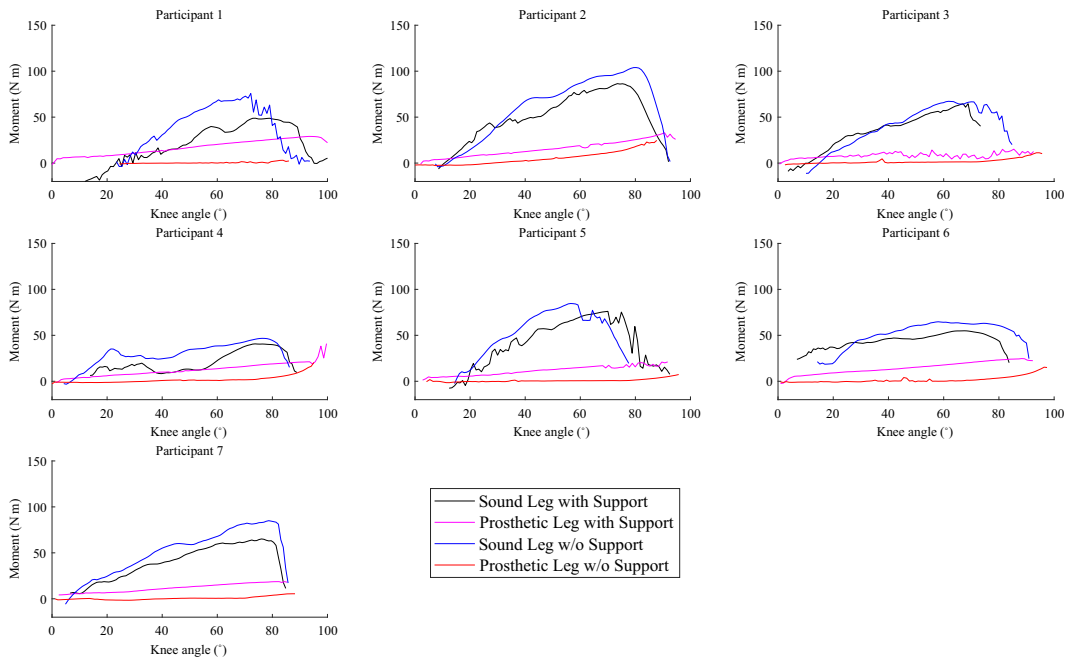 Participant 1
150
100
50
0
Moment (N m)
0 20 40 60 80 100
Knee angle (°)
Participant 2
150
100
50
0
Moment (N m)
0 20 40 60 80 100
Knee angle (°)
Participant 3
150
100
50
0
Moment (N m)
0 20 40 60 80 100
Knee angle (°)
Participant 4
150
100
50
0
Moment (N m)
0 20 40 60 80 100
Knee angle (°)
Participant 5
150
100
50
0
Moment (N m)
0 20 40 60 80 100
Knee angle (°)
Participant 6
150
100
50
0
Moment (N m)
0 20 40 60 80 100
Knee angle (°)
Participant 7
150
100
50
0
Moment (N m)
0 20 40 60 80 100
Knee angle (°)
Sound Leg with Support
Prosthetic Leg with Support
Sound Leg w/o Support
Prosthetic Leg w/o Support